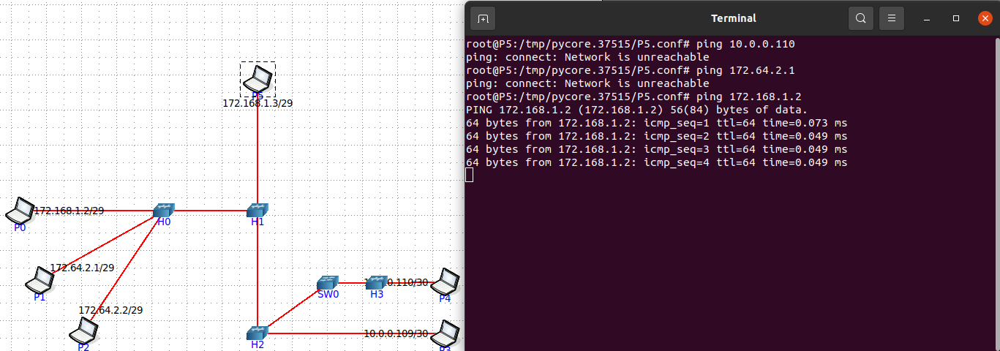 Terminal
root@P5:/tmp/pycore.37515/P5.conf# ping 10.0.0.110
ping: connect: Network is unreachable
root@P5:/tmp/pycore.37515/P5.conf# ping 172.64.2.1
ping: connect: Network is unreachable
root@P5:/tmp/pycore.37515/P5.conf# ping 172.168.1.2
PING 172.168.1.2 (172.168.1.2) 56(84) bytes of data.
64 bytes from 172.168.1.2: icmp_seq=1 ttl=64 time=0.073 ms
64 bytes from 172.168.1.2: icmp_seq=2 ttl=64 time=0.049 ms
64 bytes from 172.168.1.2: icmp_seq=3 ttl=64 time=0.049 ms
64 bytes from 172.168.1.2: icmp_seq=4 ttl=64 time=0.049 ms
P5
172.168.1.3/29
172.168.1.2/29
P0
H0
H1
172.64.2.1/29
P1
SW0
H3
P4
172.64.2.2/29
P2
H2
10.0.0.109/30
P3